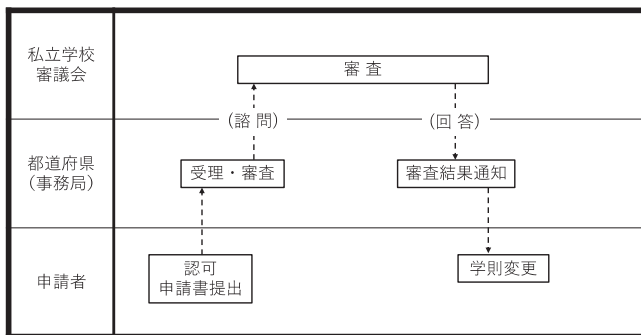 私立学校
審議会
審 査
(諮 問)
(回 答)
都道府県
(事務局)
受理・審査
審査結果通知
申請者
認可
申請書提出
学則変更